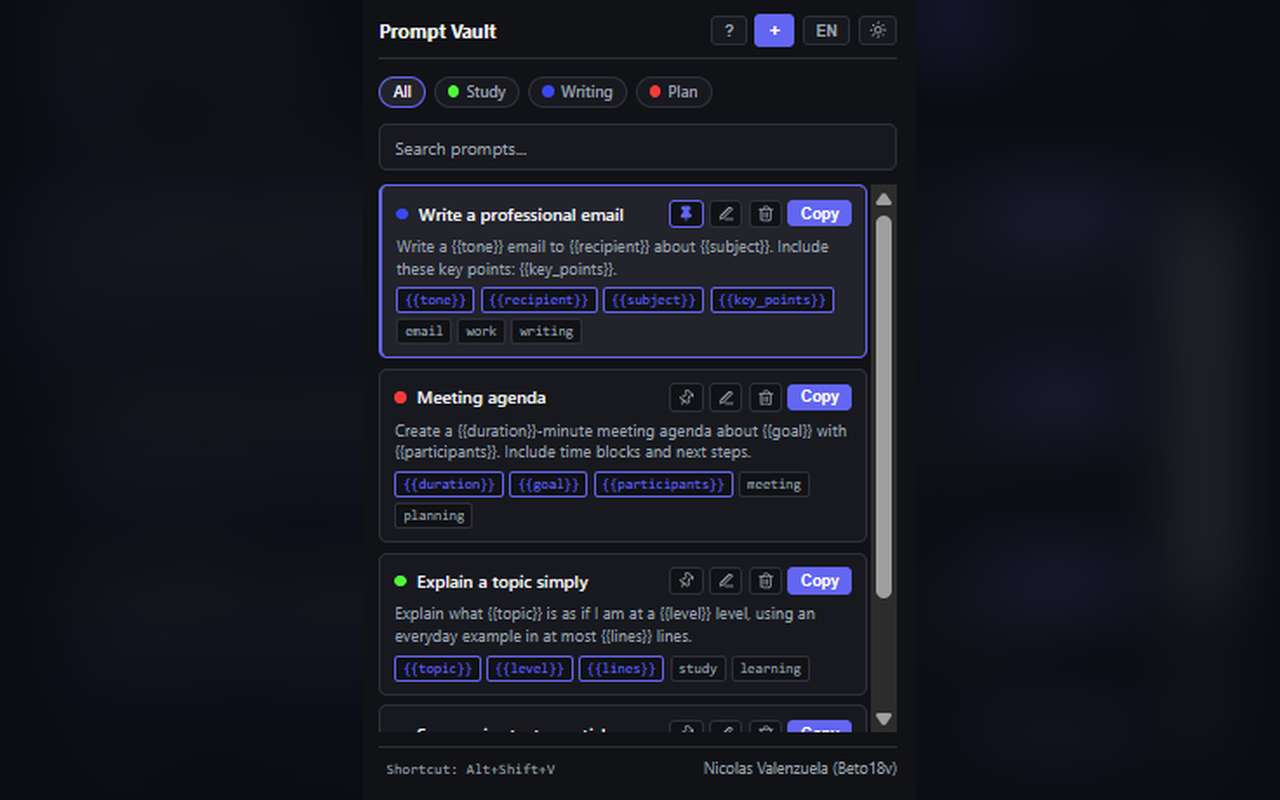 Prompt Vault ? + EN
All Study Writing Plan
Search prompts...
Write a professional email Copy
Write a {{tone}} email to {{recipient}} about {{subject}}. Include
these key points: {{key_points}}.
{{tone}} {{recipient}} {{subject}} {{key_points}}
email work writing
Meeting agenda Copy
Create a {{duration}}-minute meeting agenda about {{goal}} with
{{participants}}. Include time blocks and next steps.
{{duration}} {{goal}} {{participants}} meeting
planning
Explain a topic simply Copy
Explain what {{topic}} is as if I am at a {{level}} level, using an
everyday example in at most {{lines}} lines.
{{topic}} {{level}} {{lines}} study learning
Copy
Shortcut: Alt+Shift+V Nicolas Valenzuela (Beto18v)